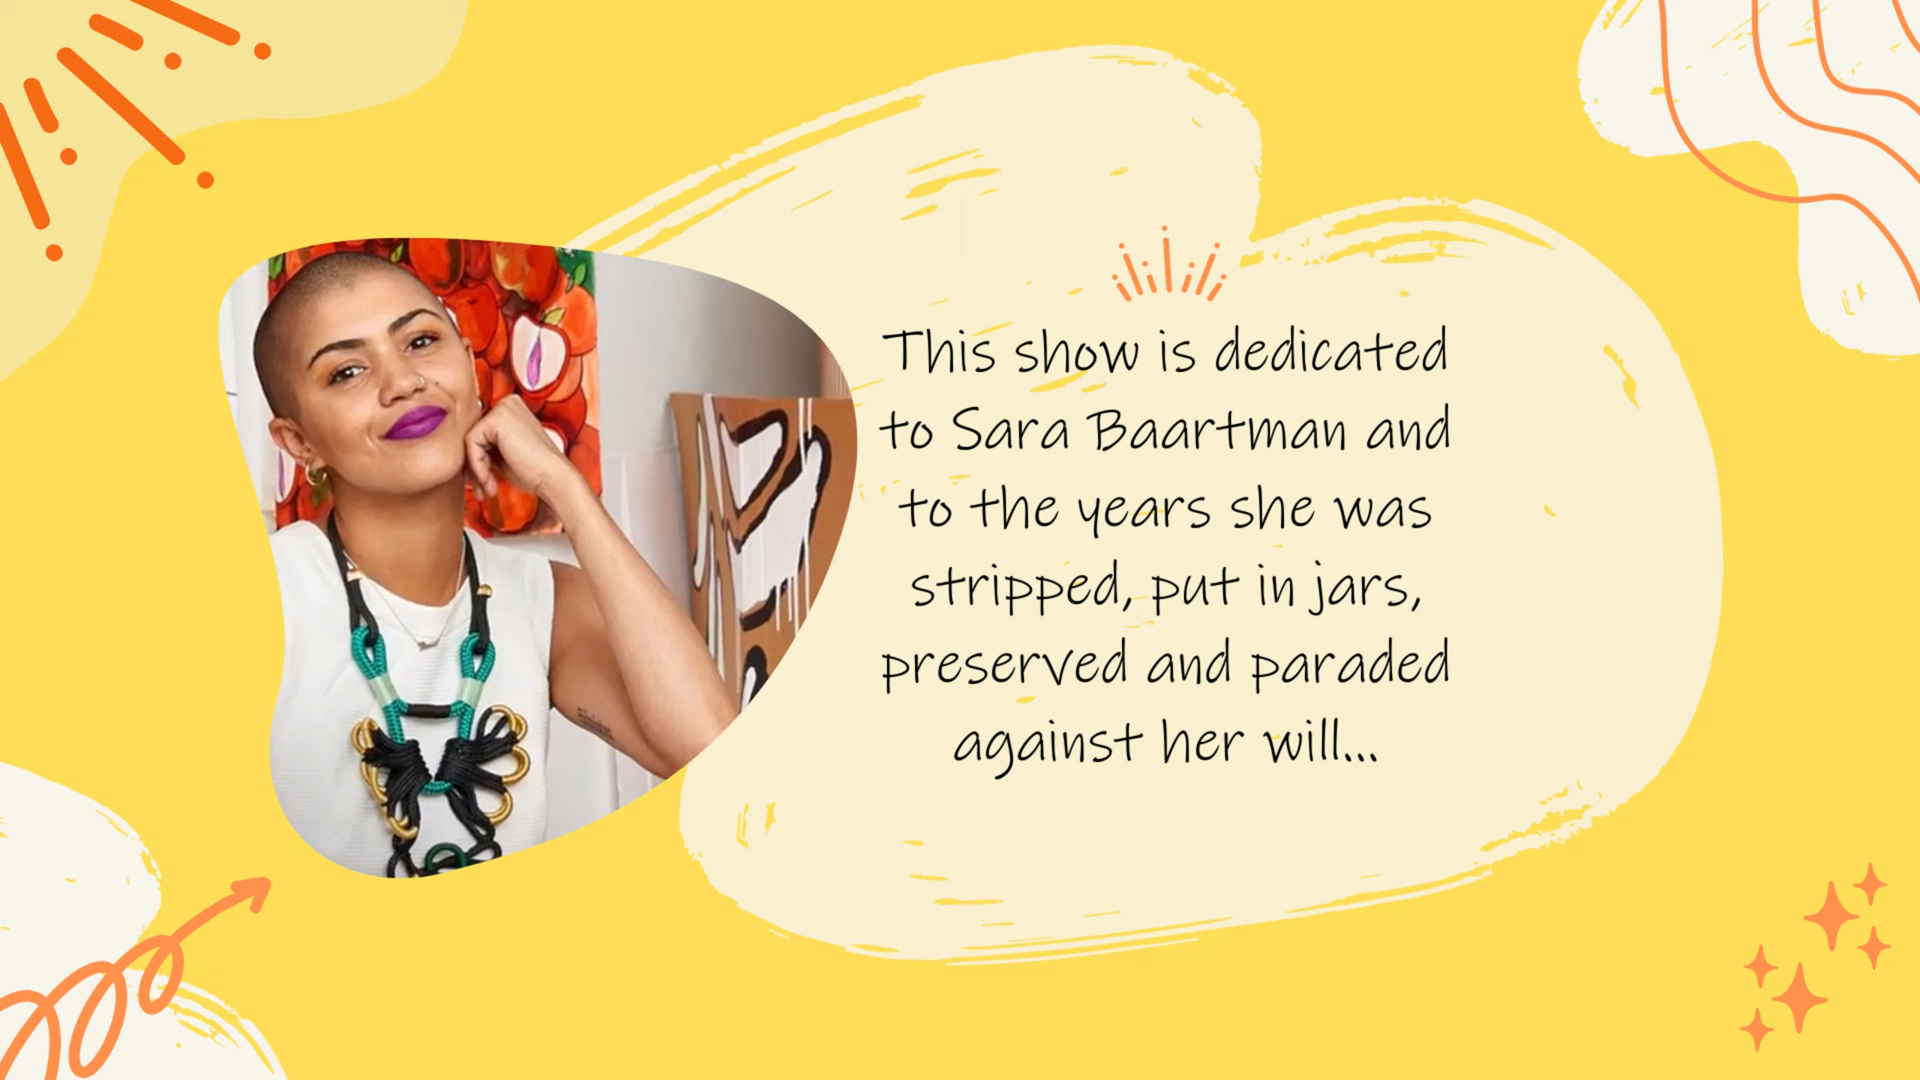 This show is dedicated
to Sara Baartman and
to the years she was
stripped, put in jars,
preserved and paraded
against her will...